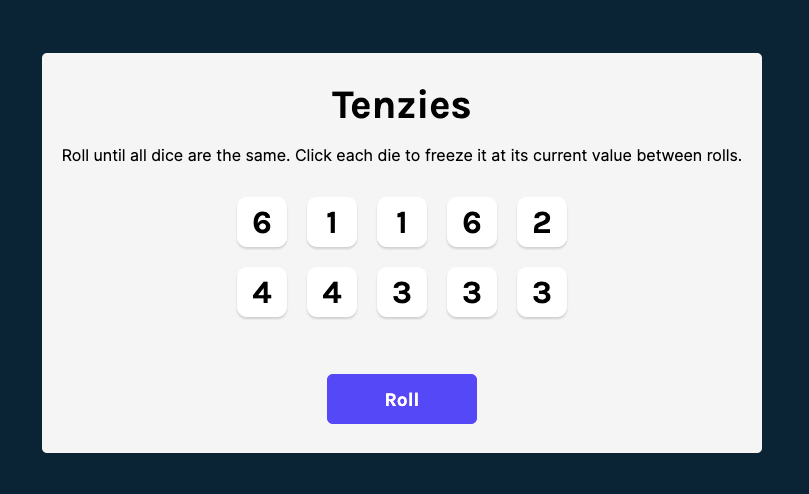 Tenzies
Roll until all dice are the same. Click each die to freeze it at its current value between rolls.
6 1 1 6 2
4 4 3 3 3
Roll